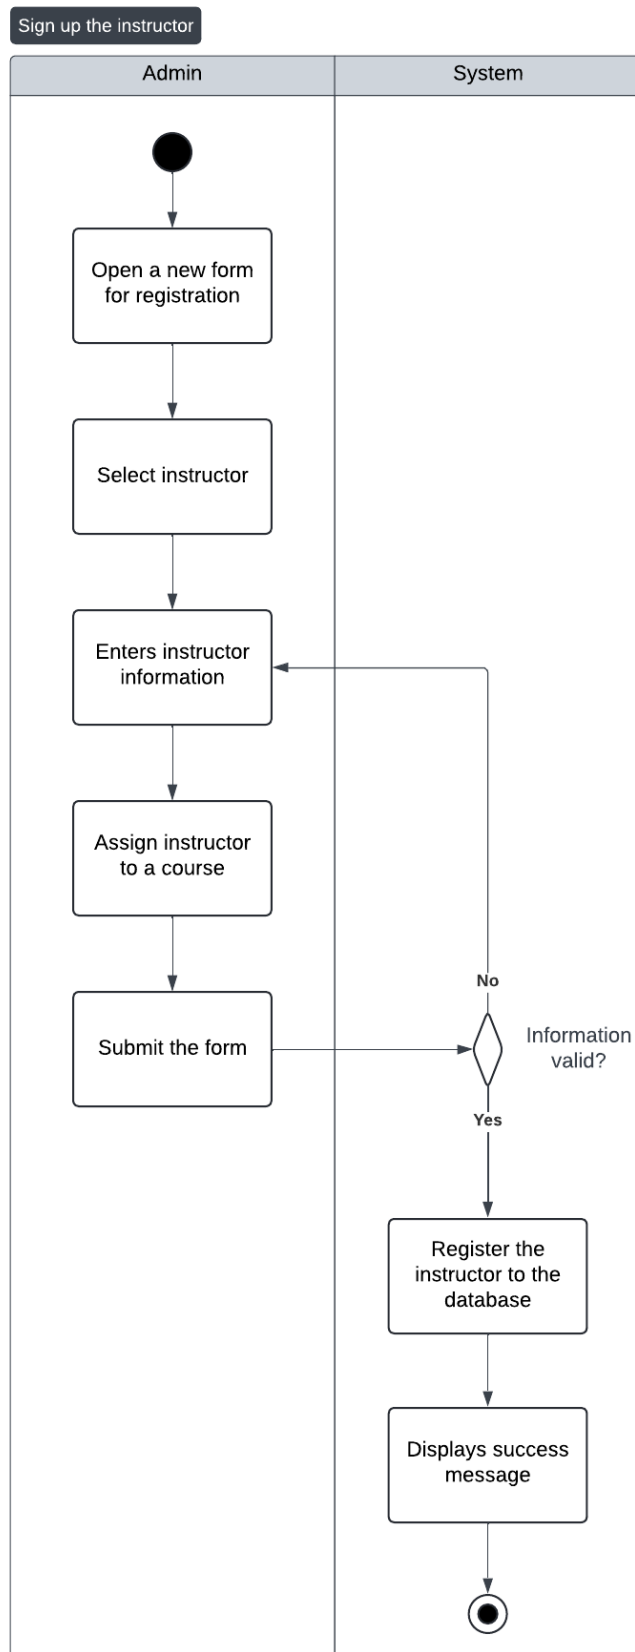 Sign up the instructor
Admin
System
Open a new form
for registration
Select instructor
Enters instructor
information
Assign instructor
to a course
No
Submit the form
Information
valid?
Yes
Register the
instructor to the
database
Displays success
message